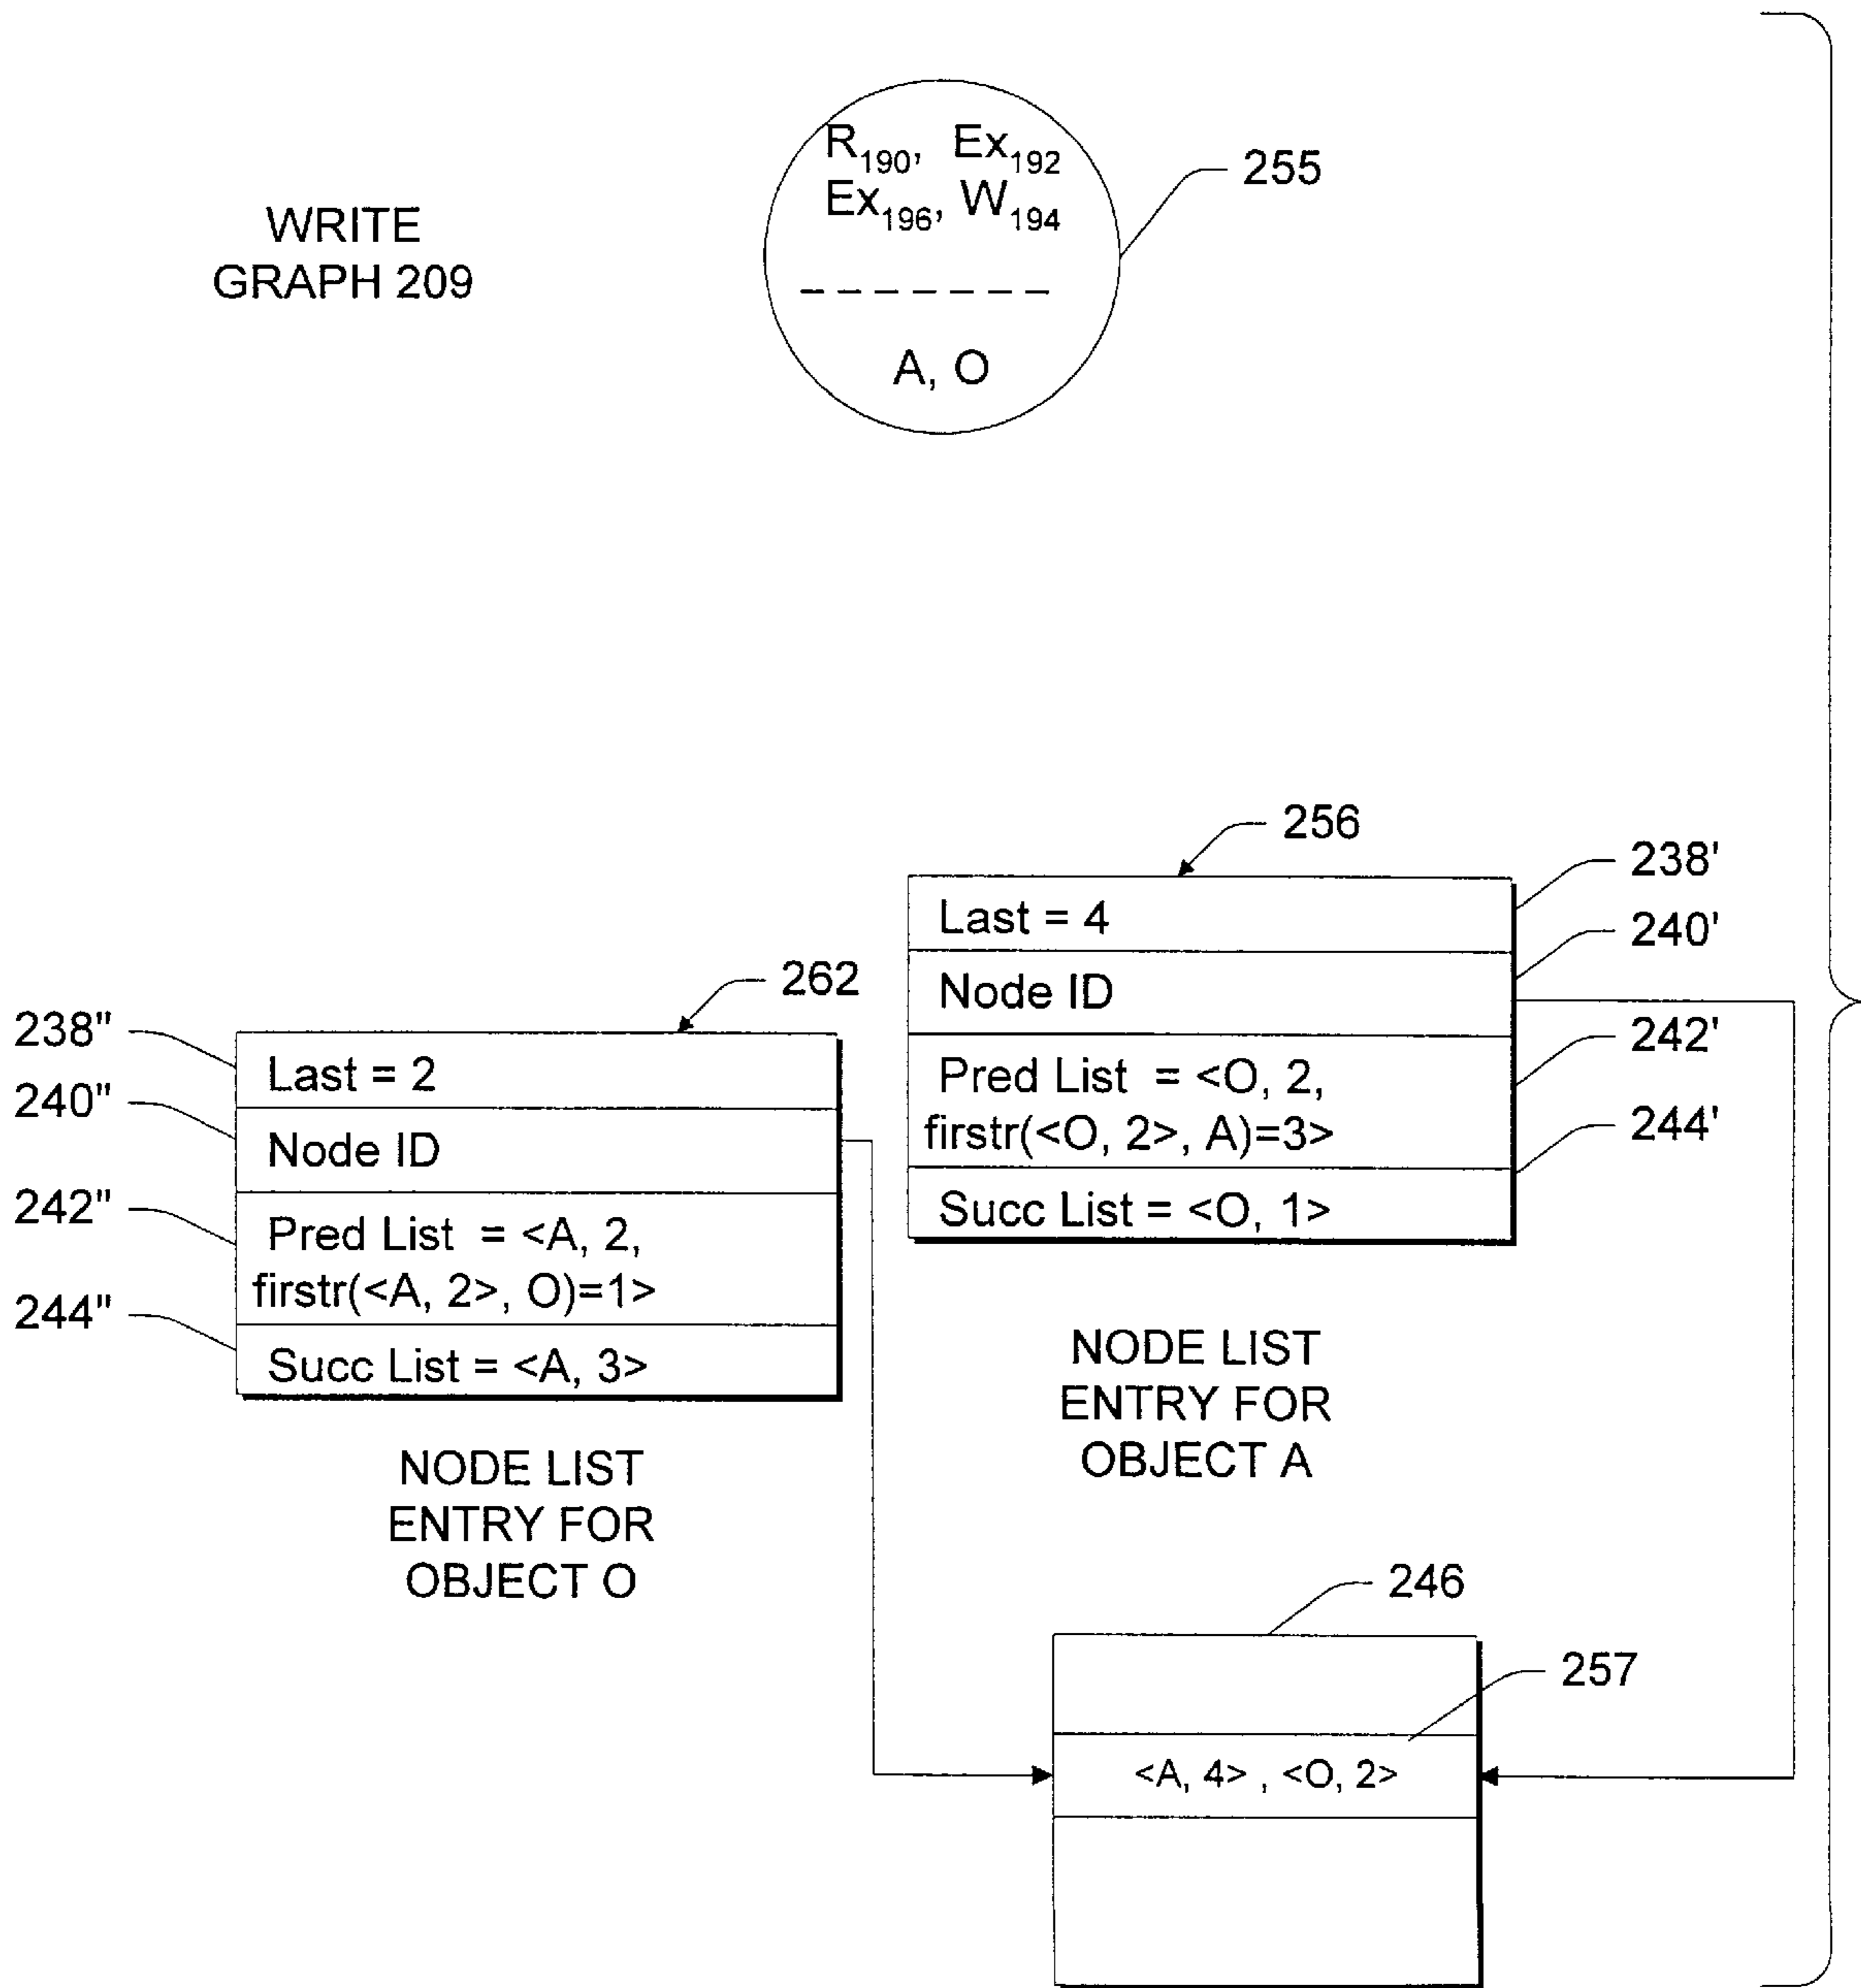 WRITE
GRAPH 209
R190, Ex192
Ex196, W194
A, O
255
256
Last = 4
Node ID
Pred List = <O, 2,
firstr(<O, 2>, A)=3>
Succ List = <O, 1>
238'
240'
242'
244'
NODE LIST
ENTRY FOR
OBJECT A
262
238"
240"
242"
244"
Last = 2
Node ID
Pred List = <A, 2,
firstr(<A, 2>, O)=1>
Succ List = <A, 3>
NODE LIST
ENTRY FOR
OBJECT O
246
257
<A, 4> , <O, 2>